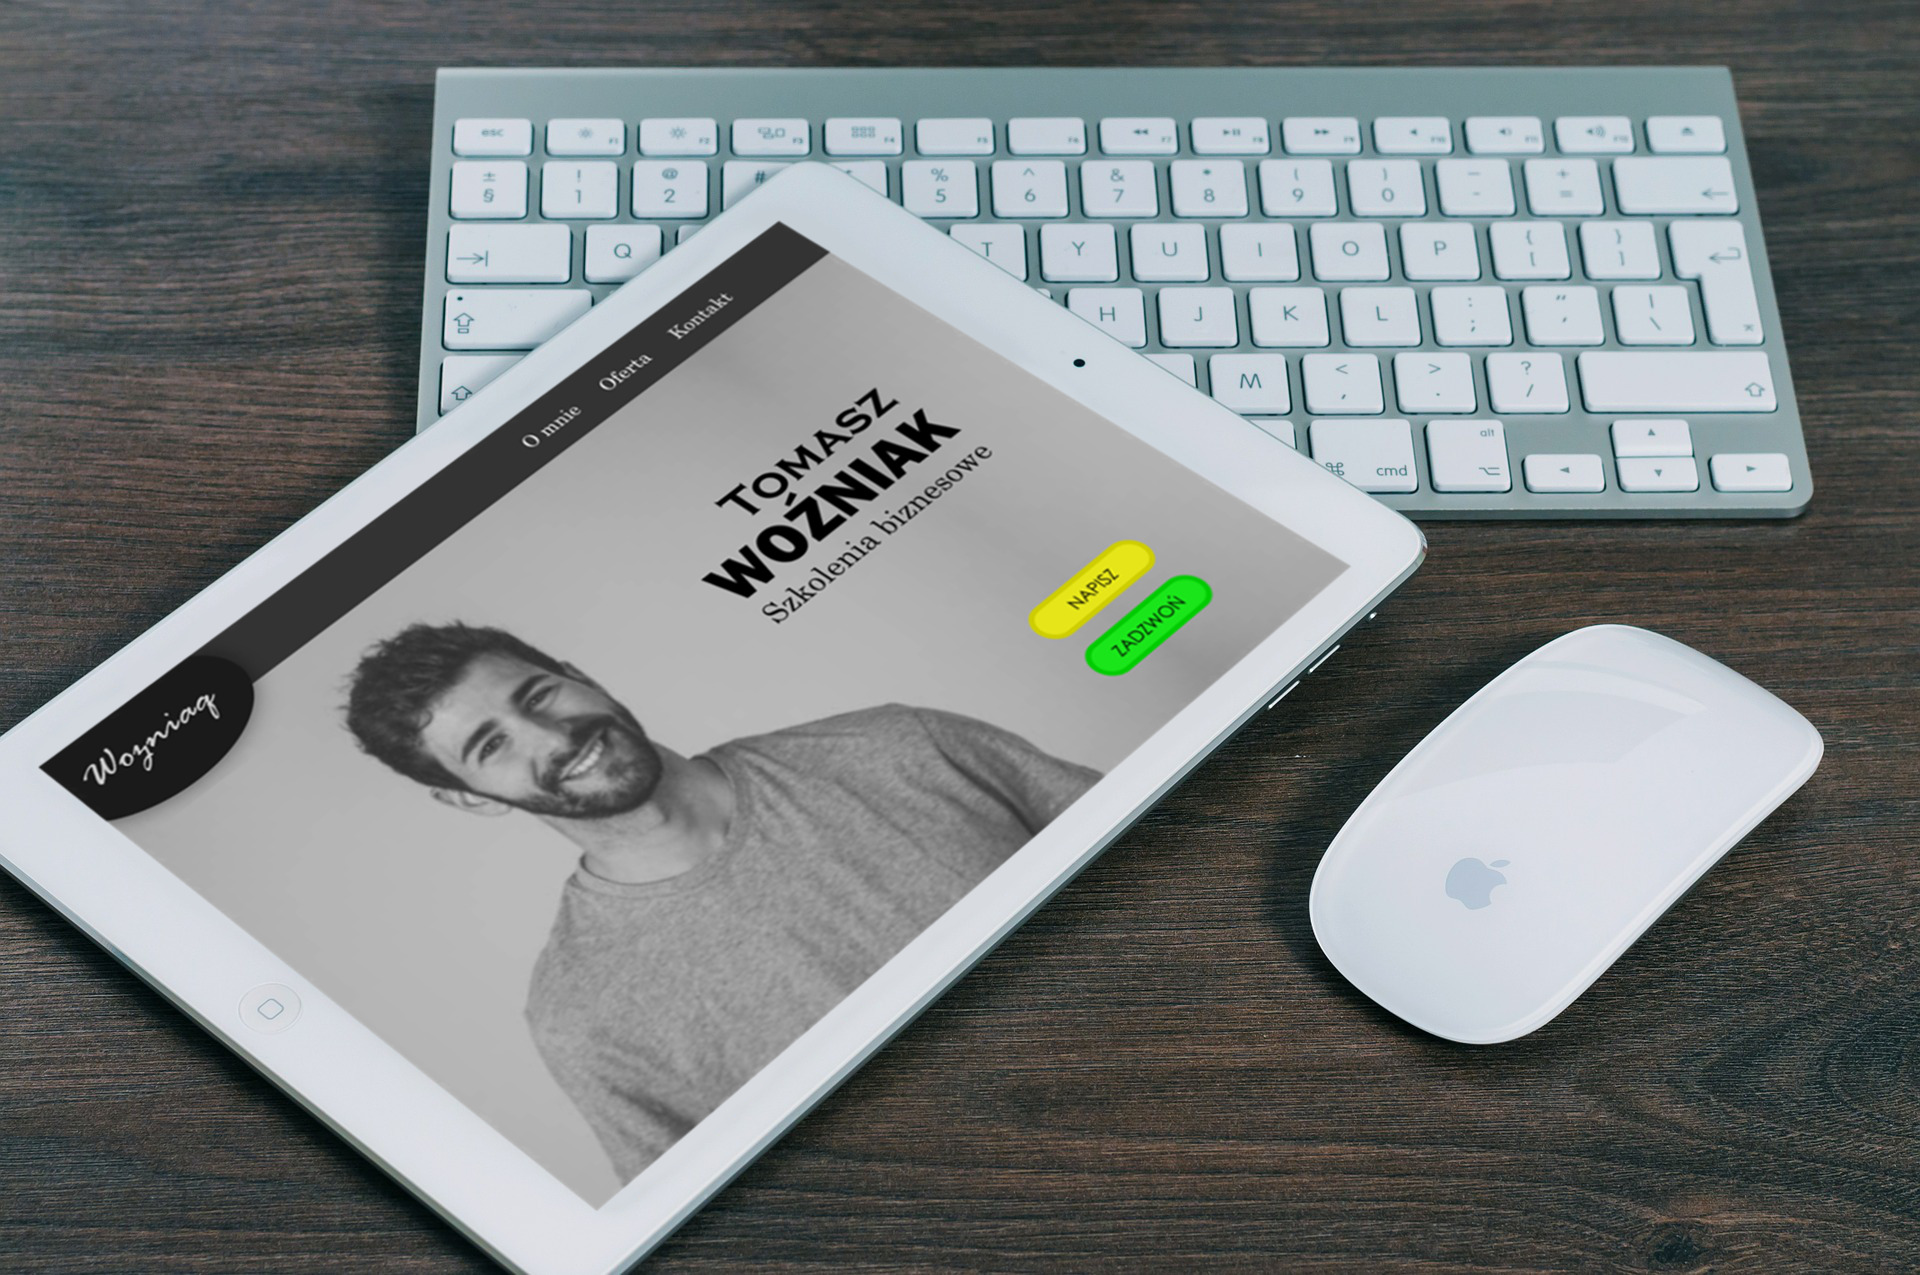 esc F1 F2 F3 F4 F5 F6 F7 F8 F9 F10 F11 F12
± ! @ # % ^ & * ( ) - +
§ 1 2 5 6 7 8 9 0 - =
Q T Y U I O P { }
[ ]
H J K L : " |
; ' \
M < > ?
, . /
alt
cmd
O mnie Oferta Kontakt
Wozniaq
TOMASZ
WOŹNIAK
Szkolenia biznesowe
NAPISZ
ZADZWOŃ